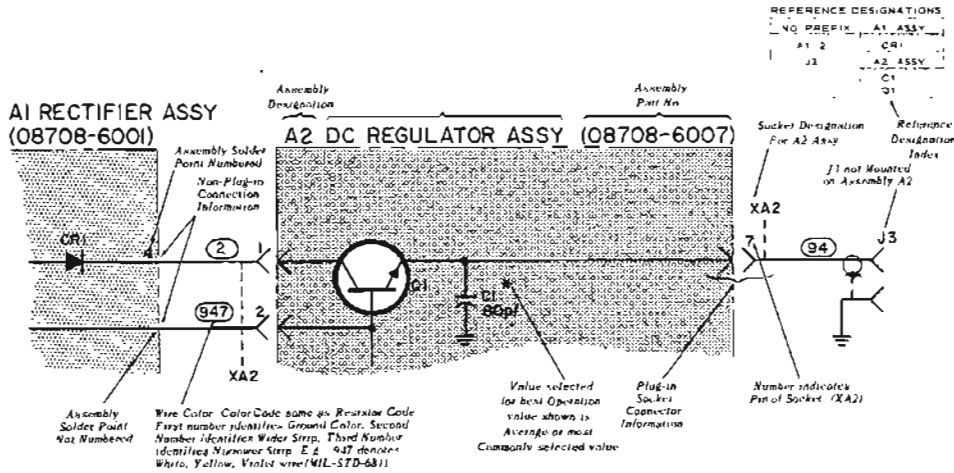 REFERENCE DESIGNATIONS
NO PREFIX A1 ASSY
A1 2 CR1
J3 A2 ASSY
C1
Q1
Assembly
Designation
Assembly
Part No
A1 RECTIFIER ASSY
(08708-6001)
A2 DC REGULATOR ASSY (08708-6007)
Socket Designation
For A2 Assy
Reference
Designation
Index
Assembly Solder
Point Numbered
Non-Plug-in
Connection
Information
J3 not Mounted
on Assembly A2
XA2
CR1
4
2
1
7
94
J3
Q1
C1
80pf
*
947
2
XA2
Assembly
Solder Point
Not Numbered
Wire Color Color Code same as Resistor Code
First number identifies Ground Color, Second
Number identifies Wider Strip, Third Number
identifies Narrower Strip E.g. 947 denotes
White, Yellow, Violet wire (MIL-STD-681)
Value selected
for best Operation
value shown is
Average or most
Commonly selected value
Plug-in
Socket
Connector
Information
Number indicates
Pin of Socket (XA2)